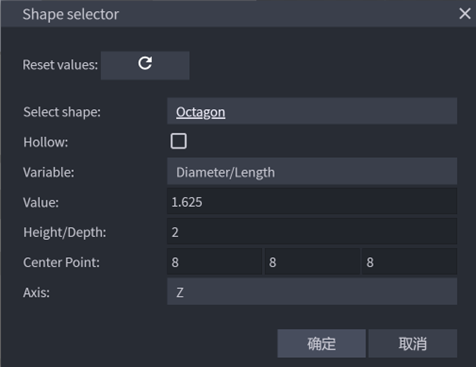 Shape selector
Reset values:
Select shape: Octagon
Hollow:
Variable: Diameter/Length
Value: 1.625
Height/Depth: 2
Center Point: 8 8 8
Axis: Z
确定 取消